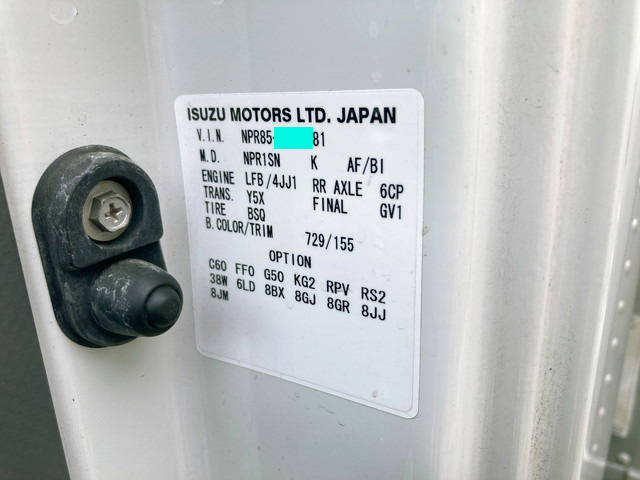 ISUZU MOTORS LTD. JAPAN
V.I.N. NPR85- 81
M.D. NPR1SN K AF/BI
ENGINE LFB/4JJ1 RR AXLE 6CP
TRANS. Y5X FINAL GV1
TIRE BSQ
B.COLOR/TRIM 729/155
OPTION
C60 FF0 G50 KG2 RPV RS2
38W 6LD 8BX 8GJ 8GR 8JJ
8JM